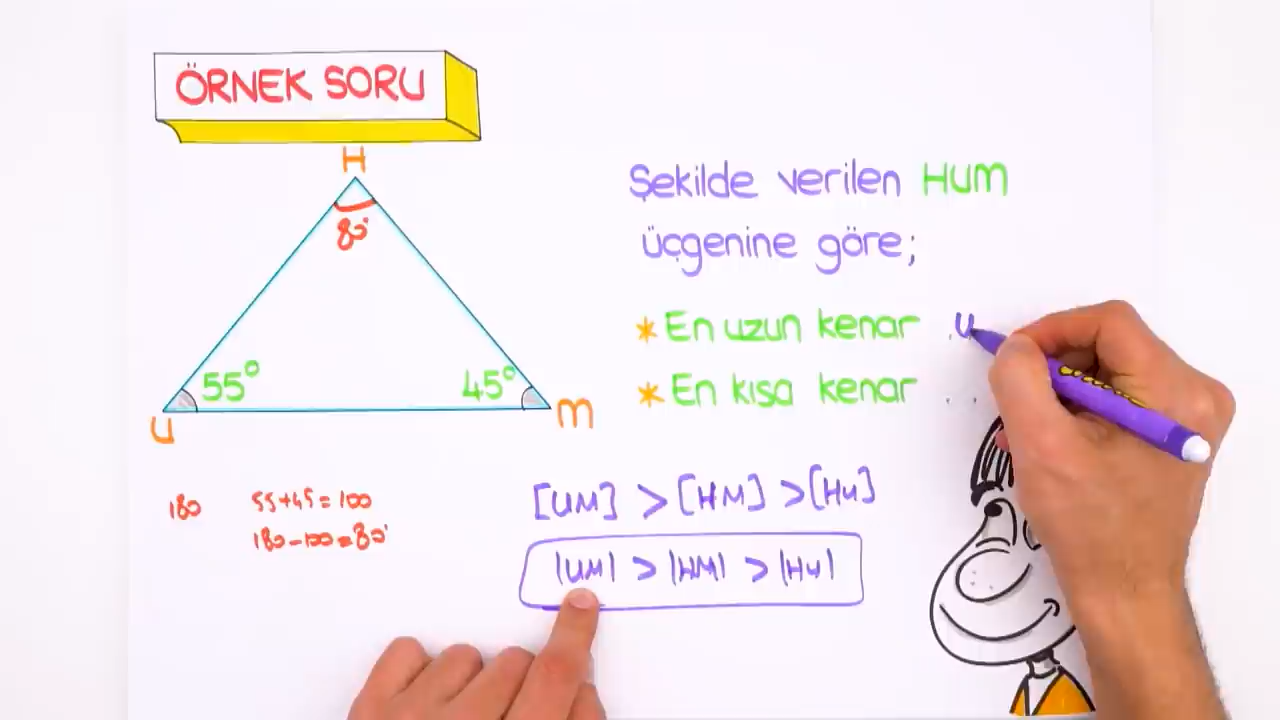 ÖRNEK SORU
H
80°
55°
45°
U
m
180
55+45=100
180-100=80°
Şekilde verilen HUM
üçgenine göre;
* En uzun kenar . U
* En kısa kenar . .
[UM] > [HM] > [HU]
|UM| > |HM| > |HU|